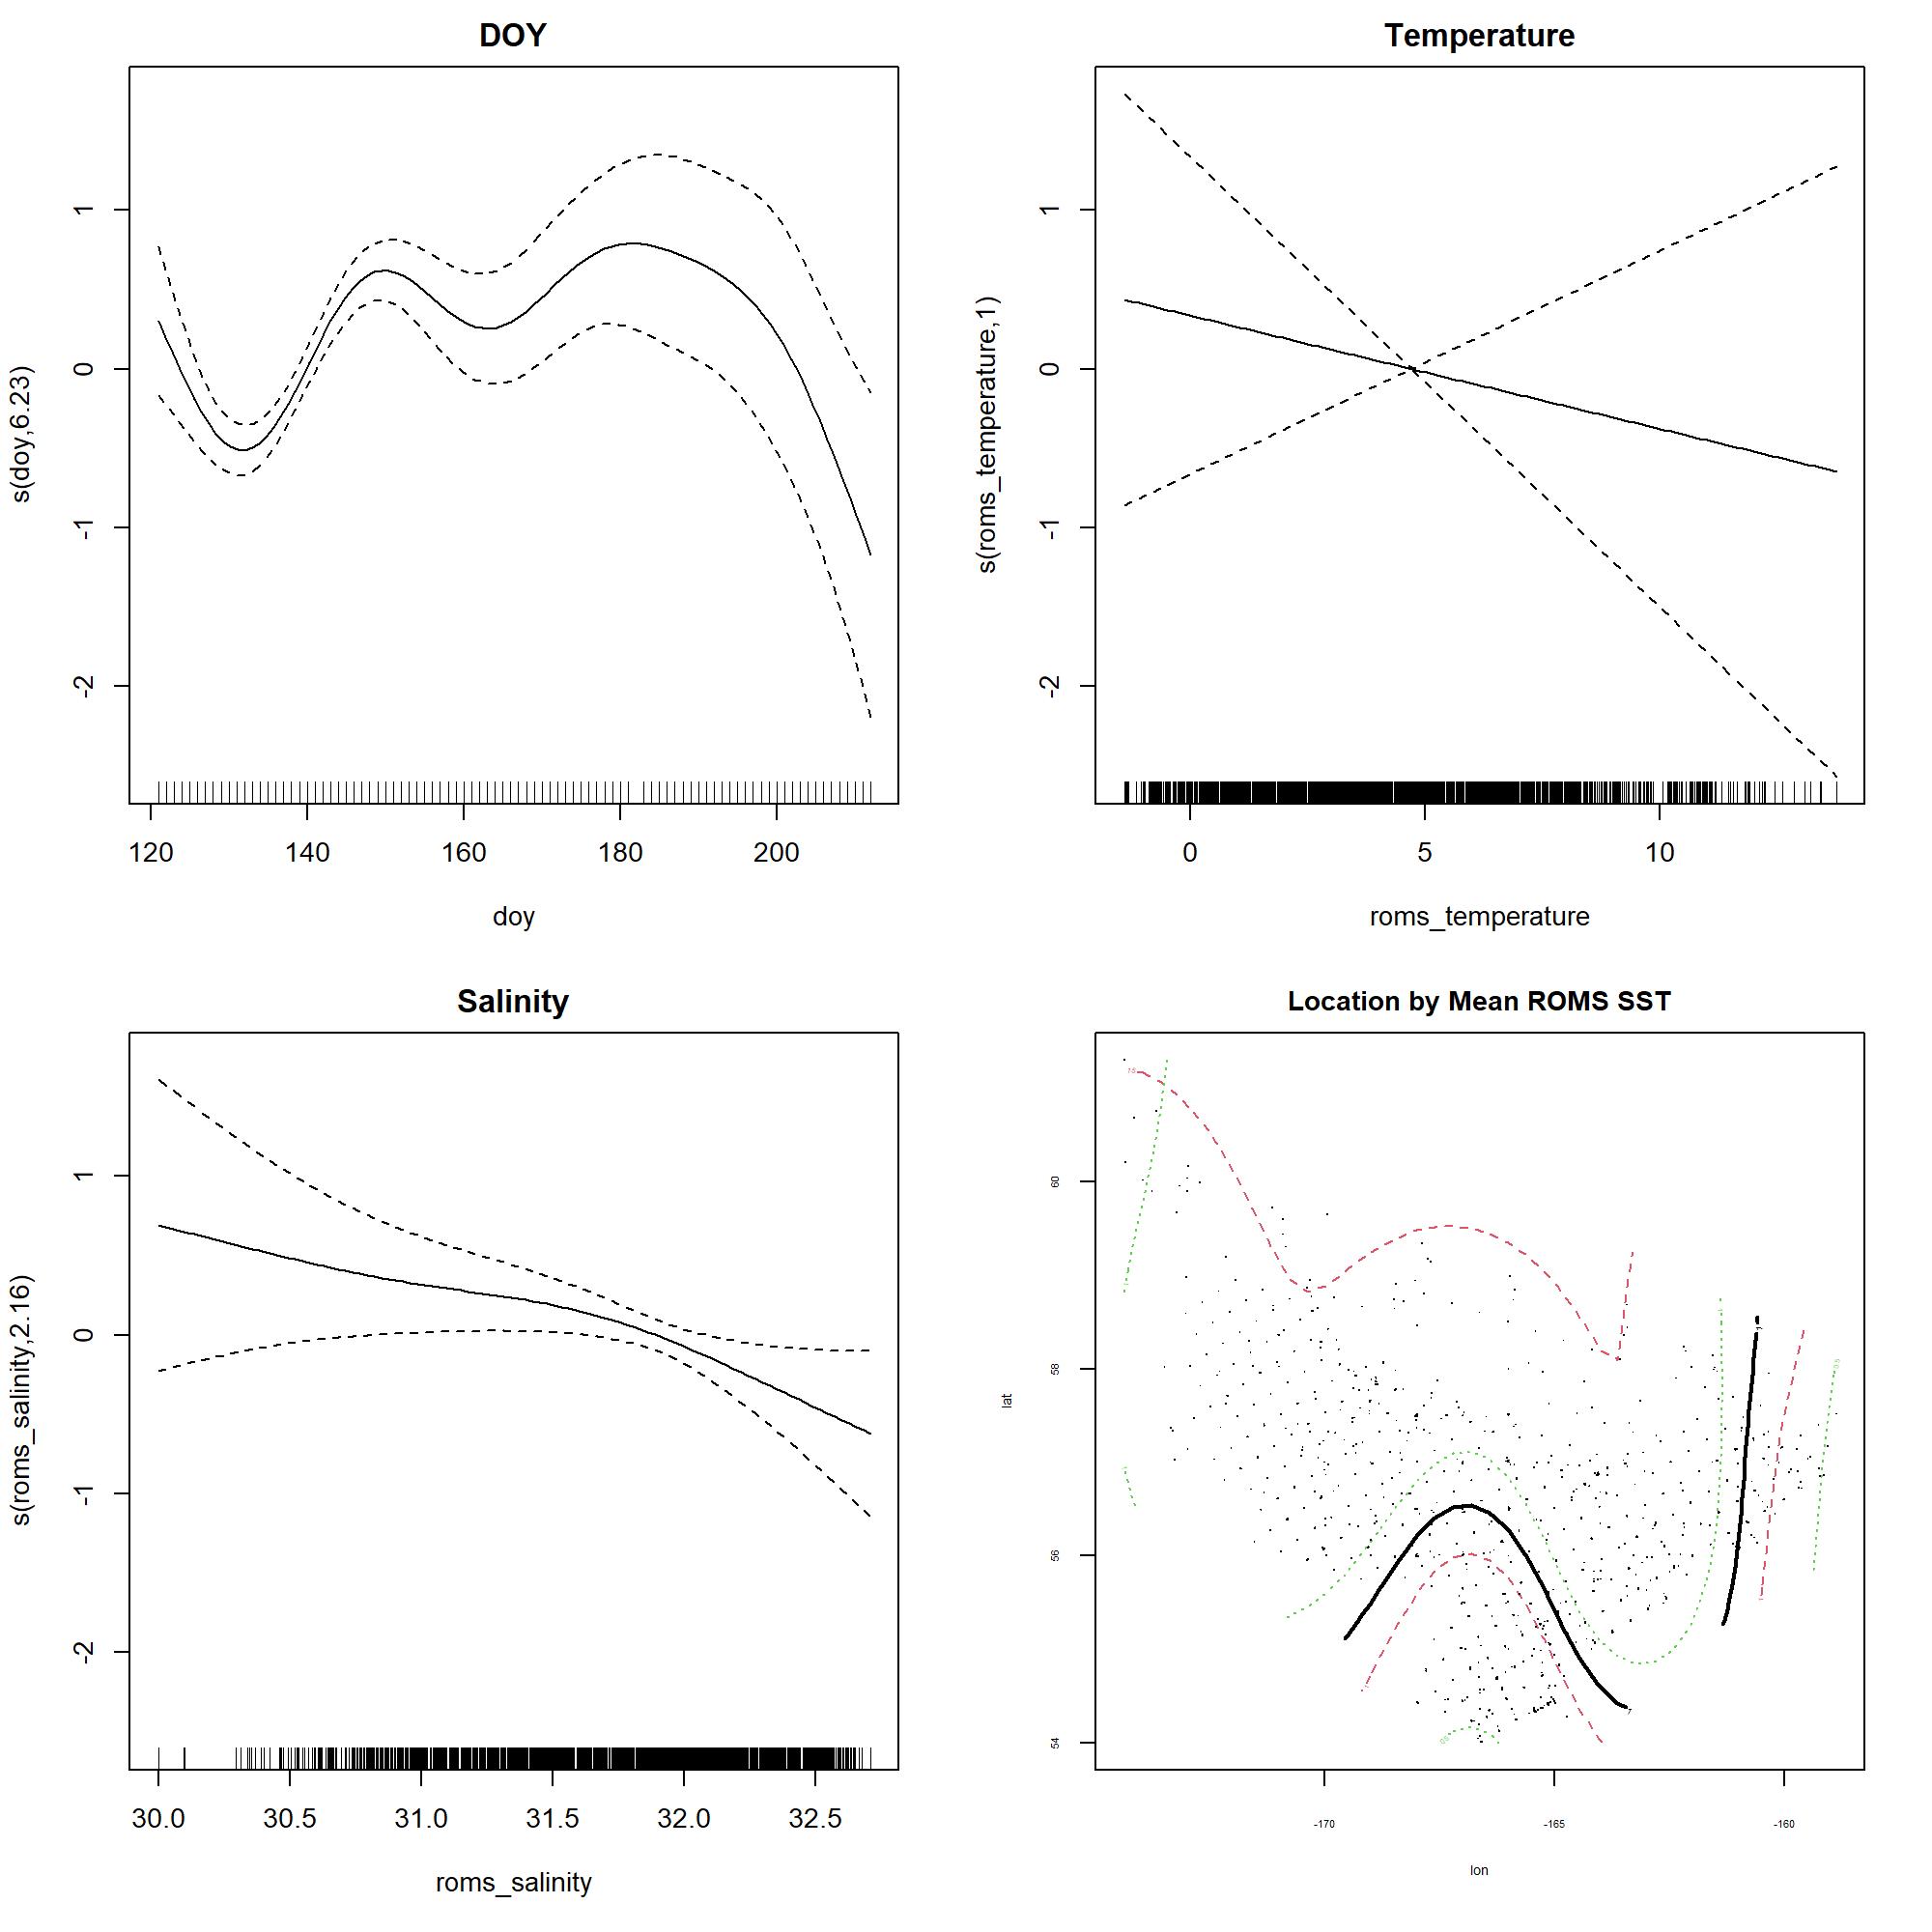 DOY
s(doy,6.23)
1
0
-1
-2
120 140 160 180 200
doy
Temperature
s(roms_temperature,1)
1
0
-1
-2
0 5 10
roms_temperature
Salinity
s(roms_salinity,2.16)
1
0
-1
-2
30.0 30.5 31.0 31.5 32.0 32.5
roms_salinity
Location by Mean ROMS SST
lat
60
58
56
54
-170 -165 -160
lon